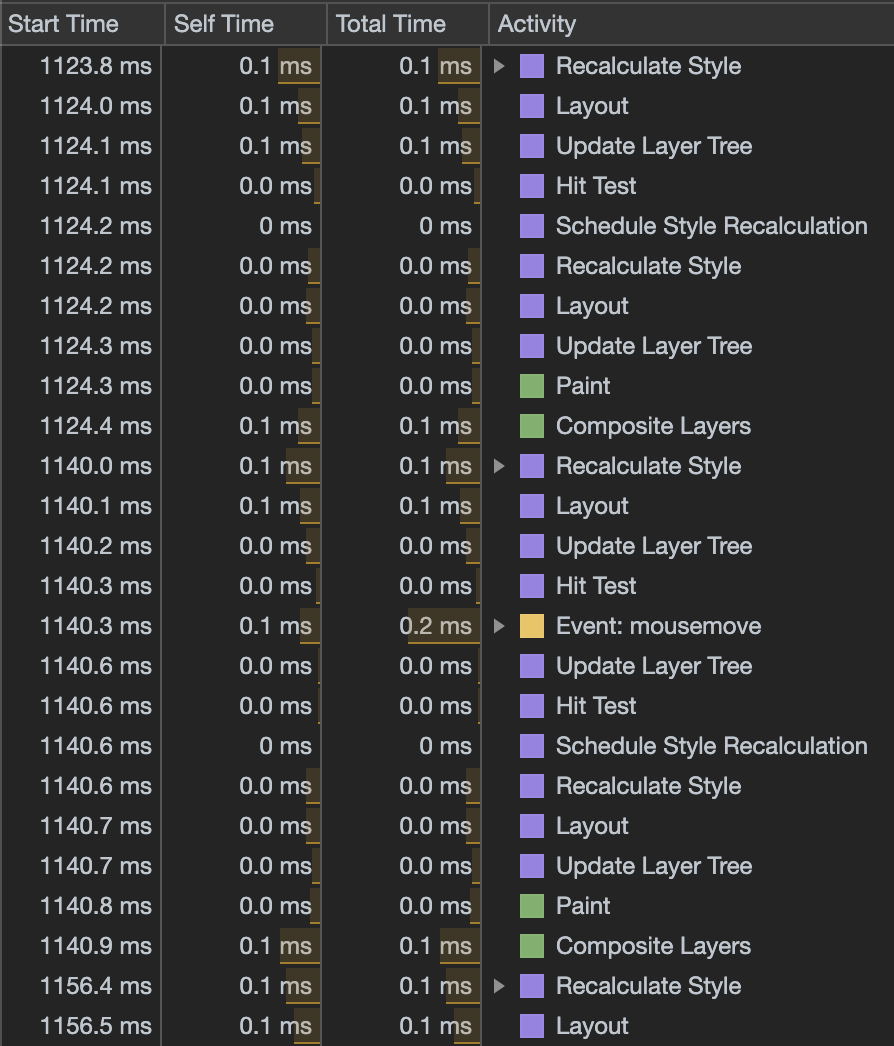 Start Time Self Time Total Time Activity
1123.8 ms 0.1 ms 0.1 ms Recalculate Style
1124.0 ms 0.1 ms 0.1 ms Layout
1124.1 ms 0.1 ms 0.1 ms Update Layer Tree
1124.1 ms 0.0 ms 0.0 ms Hit Test
1124.2 ms 0 ms 0 ms Schedule Style Recalculation
1124.2 ms 0.0 ms 0.0 ms Recalculate Style
1124.2 ms 0.0 ms 0.0 ms Layout
1124.3 ms 0.0 ms 0.0 ms Update Layer Tree
1124.3 ms 0.0 ms 0.0 ms Paint
1124.4 ms 0.1 ms 0.1 ms Composite Layers
1140.0 ms 0.1 ms 0.1 ms Recalculate Style
1140.1 ms 0.1 ms 0.1 ms Layout
1140.2 ms 0.0 ms 0.0 ms Update Layer Tree
1140.3 ms 0.0 ms 0.0 ms Hit Test
1140.3 ms 0.1 ms 0.2 ms Event: mousemove
1140.6 ms 0.0 ms 0.0 ms Update Layer Tree
1140.6 ms 0.0 ms 0.0 ms Hit Test
1140.6 ms 0 ms 0 ms Schedule Style Recalculation
1140.6 ms 0.0 ms 0.0 ms Recalculate Style
1140.7 ms 0.0 ms 0.0 ms Layout
1140.7 ms 0.0 ms 0.0 ms Update Layer Tree
1140.8 ms 0.0 ms 0.0 ms Paint
1140.9 ms 0.1 ms 0.1 ms Composite Layers
1156.4 ms 0.1 ms 0.1 ms Recalculate Style
1156.5 ms 0.1 ms 0.1 ms Layout